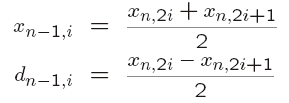 x_{n-1,i} = \frac{x_{n,2i} + x_{n,2i+1}}{2}
d_{n-1,i} = \frac{x_{n,2i} - x_{n,2i+1}}{2}